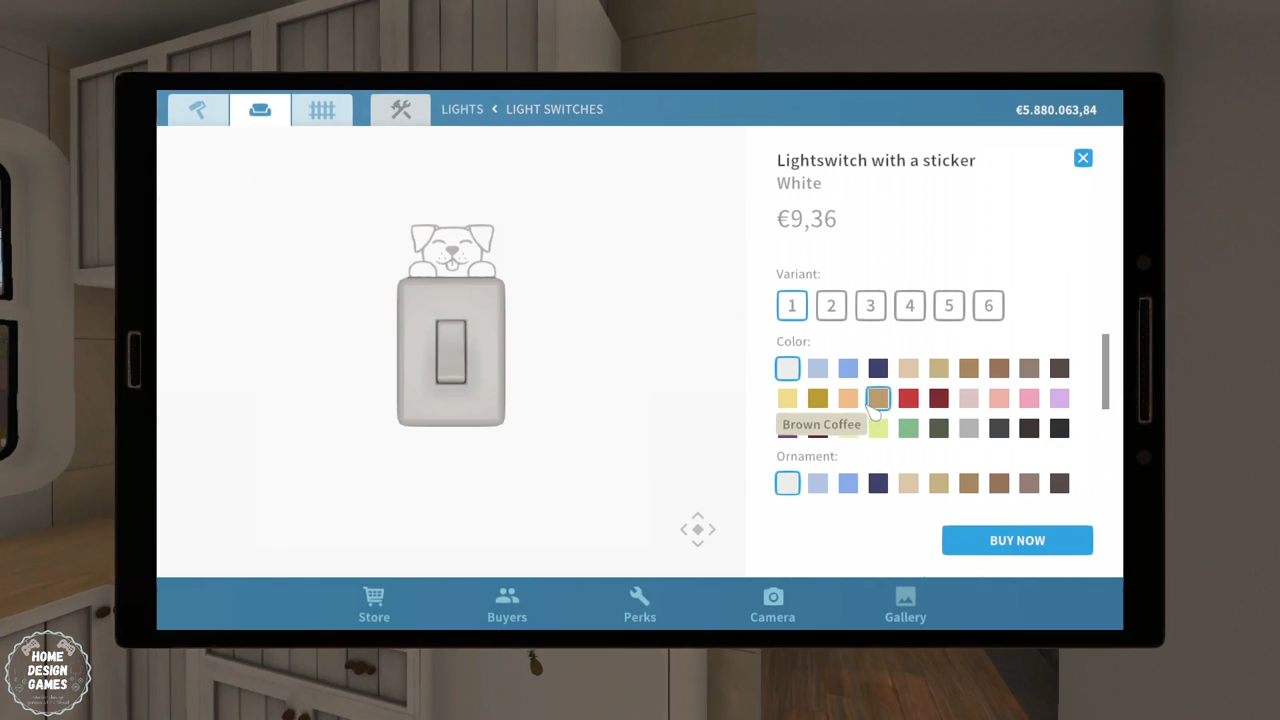 LIGHTS < LIGHT SWITCHES
€5.880.063,84
Lightswitch with a sticker
White
€9,36
Variant:
1 2 3 4 5 6
Color:
Brown Coffee
Ornament:
BUY NOW
Store Buyers Perks Camera Gallery
HOME
DESIGN
GAMES